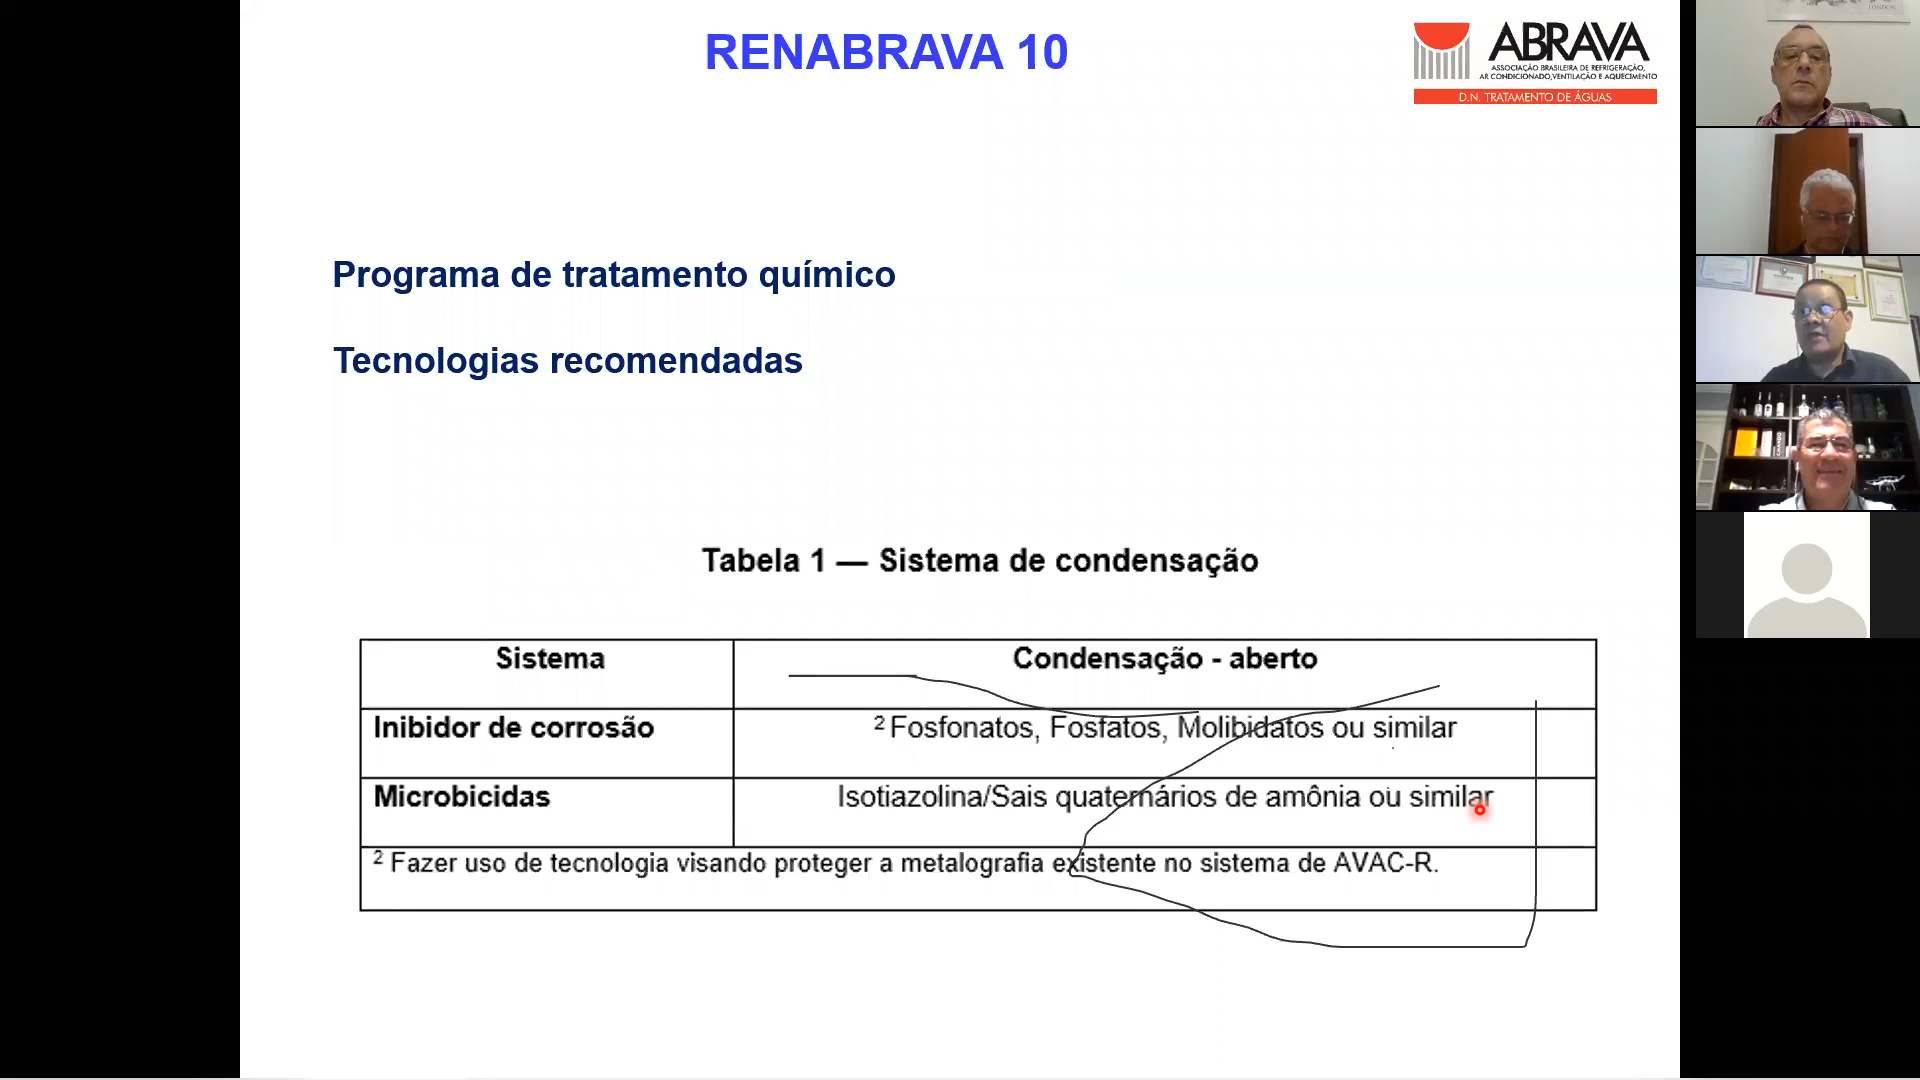 RENABRAVA 10
ABRAVA
ASSOCIAÇÃO BRASILEIRA DE REFRIGERAÇÃO,
AR CONDICIONADO, VENTILAÇÃO E AQUECIMENTO
D.N. TRATAMENTO DE ÁGUAS
LONDON
Programa de tratamento químico
Tecnologias recomendadas
Tabela 1 — Sistema de condensação
Sistema
Condensação - aberto
Inibidor de corrosão
² Fosfonatos, Fosfatos, Molibidatos ou similar
Microbicidas
Isotiazolina/Sais quaternários de amônia ou similar
² Fazer uso de tecnologia visando proteger a metalografia existente no sistema de AVAC-R.